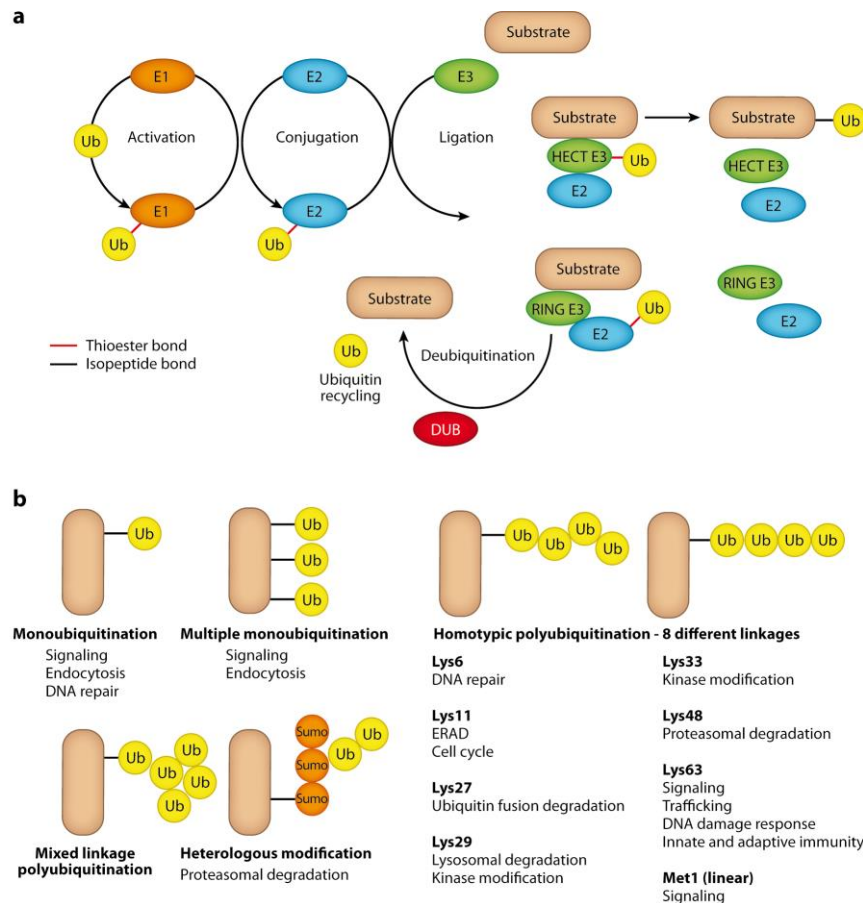 a
Substrate
E1
E2
E3
Ub
Activation
Conjugation
Ligation
E1
Ub
E2
Ub
Substrate
HECT E3
Ub
E2
Substrate
Ub
HECT E3
E2
Substrate
Ub
Ubiquitin
recycling
Deubiquitination
DUB
Substrate
RING E3
E2
Ub
RING E3
E2
Thioester bond
Isopeptide bond
b
Ub
Monoubiquitination
Signaling
Endocytosis
DNA repair
Ub
Ub
Ub
Multiple monoubiquitination
Signaling
Endocytosis
Ub
Ub
Ub
Ub
Ub
Ub
Mixed linkage
polyubiquitination
Sumo
Sumo
Sumo
Ub
Ub
Heterologous modification
Proteasomal degradation
Ub
Ub
Ub
Ub
Ub
Ub
Ub
Ub
Homotypic polyubiquitination - 8 different linkages
Lys6
DNA repair
Lys11
ERAD
Cell cycle
Lys27
Ubiquitin fusion degradation
Lys29
Lysosomal degradation
Kinase modification
Lys33
Kinase modification
Lys48
Proteasomal degradation
Lys63
Signaling
Trafficking
DNA damage response
Innate and adaptive immunity
Met1 (linear)
Signaling